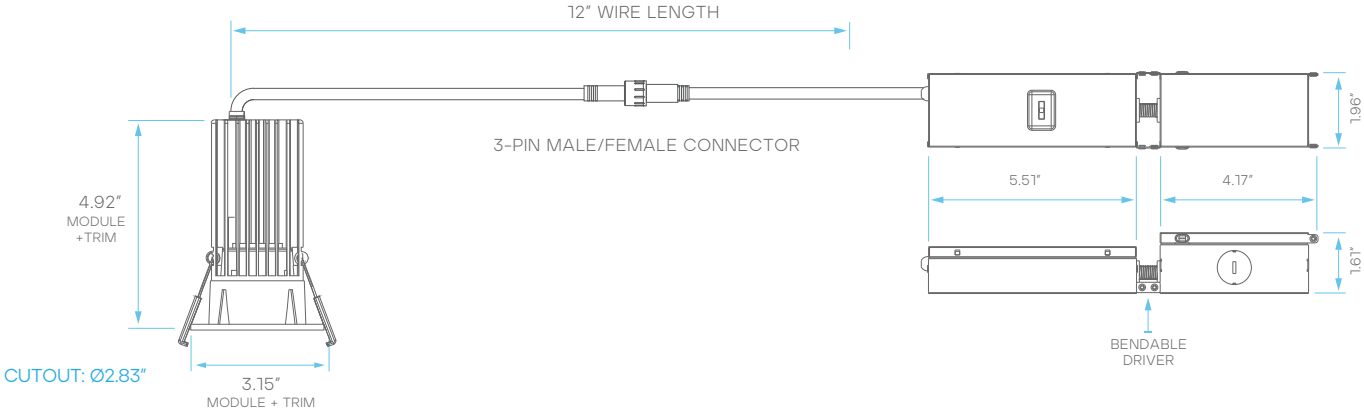 12" WIRE LENGTH
3-PIN MALE/FEMALE CONNECTOR
4.92"
MODULE
+TRIM
CUTOUT: Ø2.83"
3.15"
MODULE + TRIM
5.51"
4.17"
1.96"
1.61"
BENDABLE
DRIVER